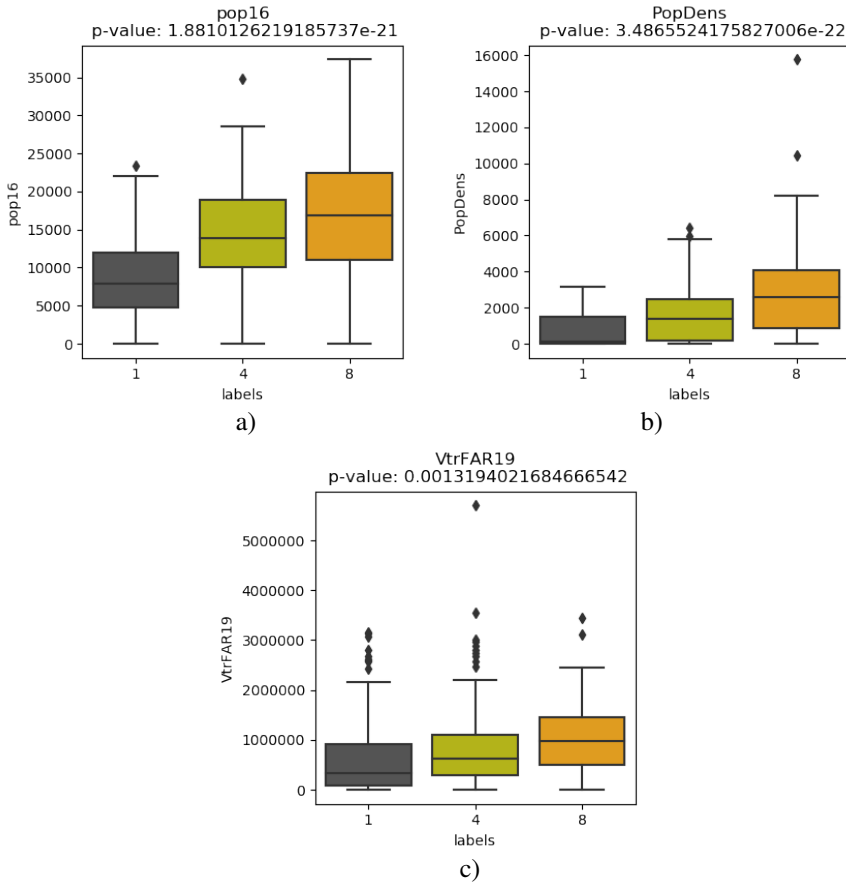 pop16
p-value: 1.8810126219185737e-21
35000
30000
25000
20000
15000
10000
5000
0
pop16
1 4 8
labels
a)
PopDens
p-value: 3.4865524175827006e-22
16000
14000
12000
10000
8000
6000
4000
2000
0
PopDens
1 4 8
labels
b)
VtrFAR19
p-value: 0.0013194021684666542
5000000
4000000
3000000
2000000
1000000
0
VtrFAR19
1 4 8
labels
c)